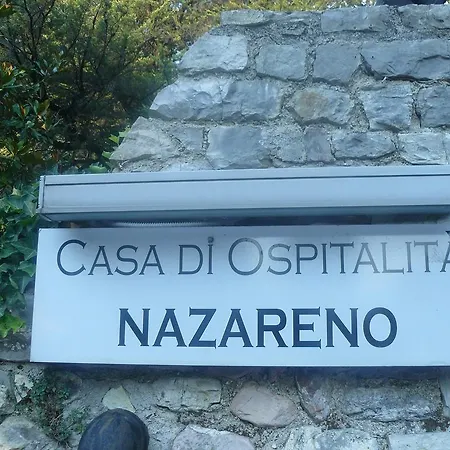 CASA DI OSPITALITÀ
NAZARENO